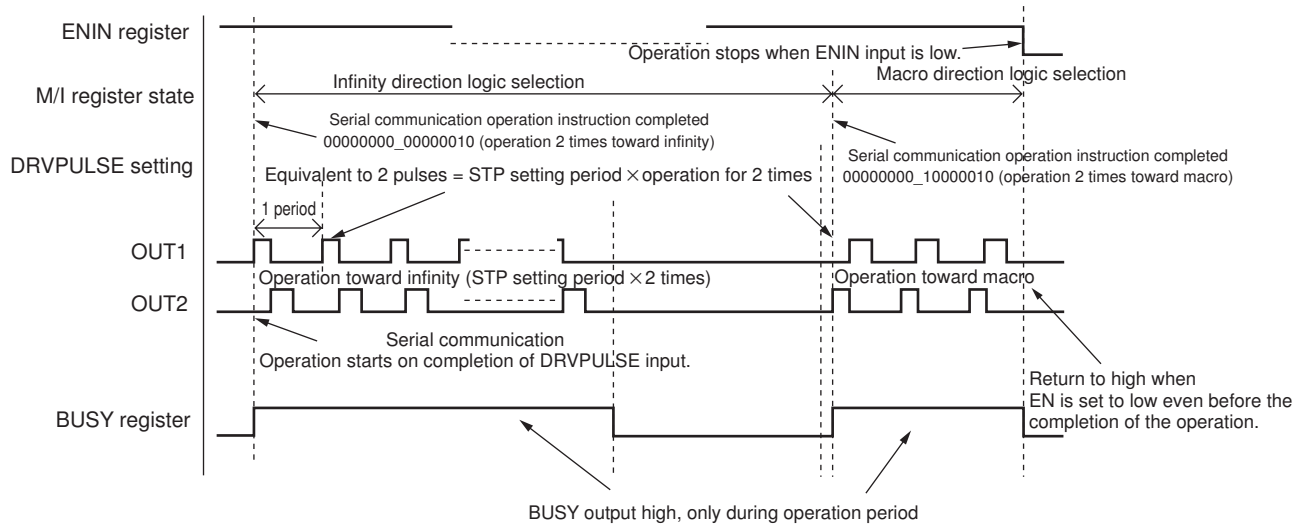 ENIN register
Operation stops when ENIN input is low.
Infinity direction logic selection
Macro direction logic selection
M/I register state
Serial communication operation instruction completed
00000000_00000010 (operation 2 times toward infinity)
Serial communication operation instruction completed
00000000_10000010 (operation 2 times toward macro)
DRVPULSE setting
Equivalent to 2 pulses = STP setting period × operation for 2 times
1 period
OUT1
Operation toward infinity (STP setting period × 2 times)
Operation toward macro
OUT2
Serial communication
Operation starts on completion of DRVPULSE input.
Return to high when
EN is set to low even before the
completion of the operation.
BUSY register
BUSY output high, only during operation period